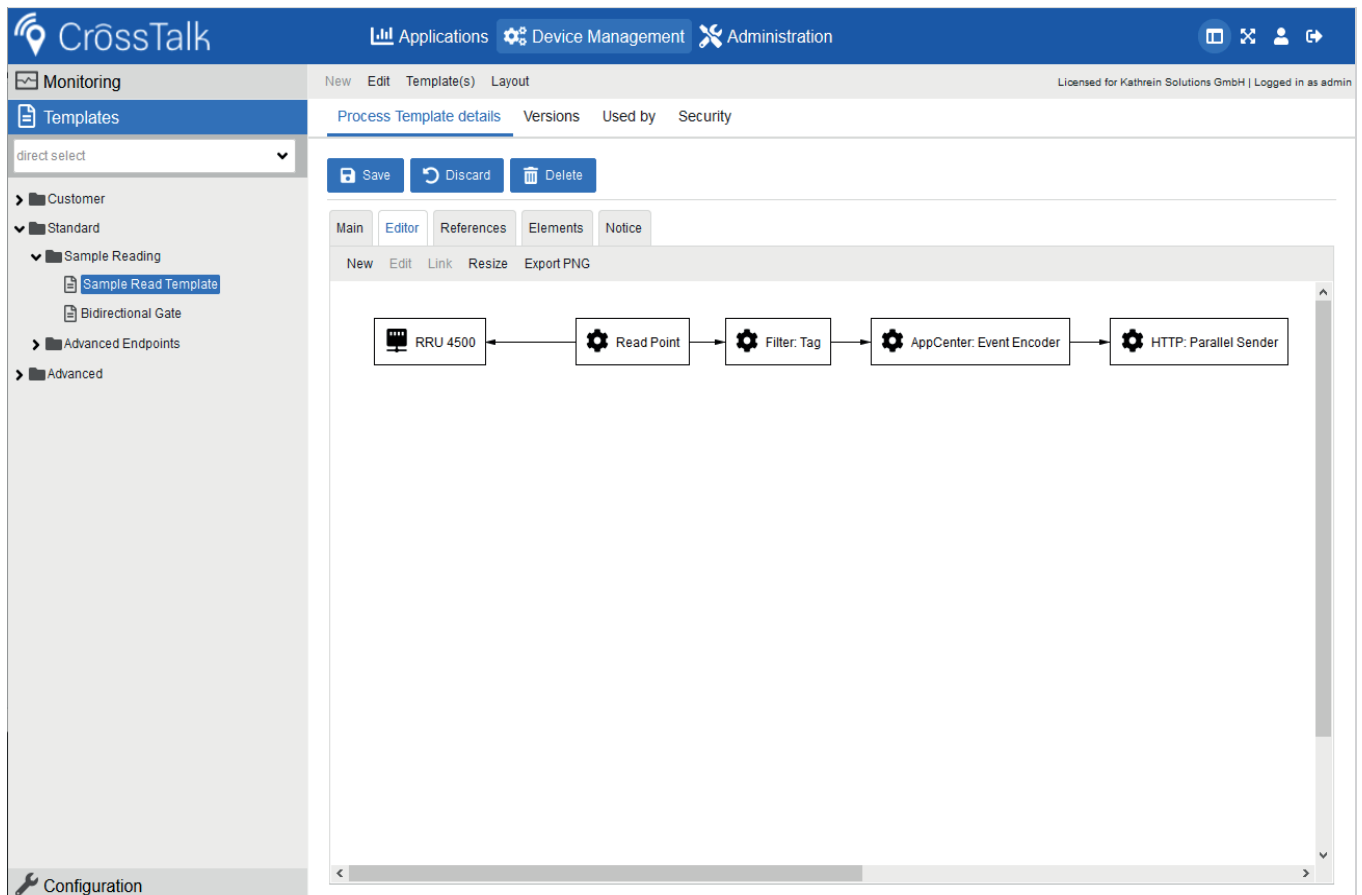 CrōssTalk
Applications Device Management Administration
Monitoring
New Edit Template(s) Layout
Licensed for Kathrein Solutions GmbH | Logged in as admin
Templates
Process Template details Versions Used by Security
direct select
Save Discard Delete
Customer
Standard
Sample Reading
Sample Read Template
Bidirectional Gate
Advanced Endpoints
Advanced
Main Editor References Elements Notice
New Edit Link Resize Export PNG
RRU 4500 Read Point Filter: Tag AppCenter: Event Encoder HTTP: Parallel Sender
Configuration